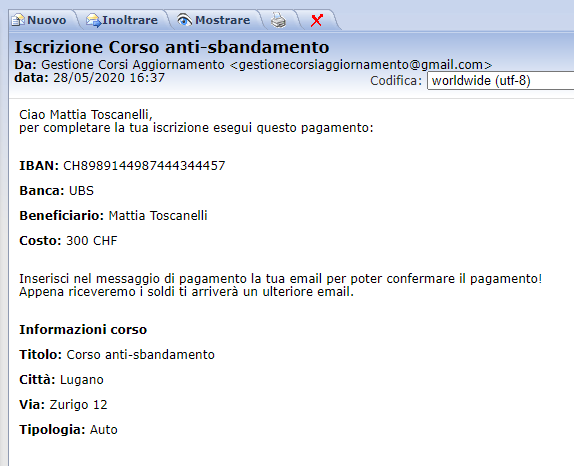 Nuovo Inoltrare Mostrare
Iscrizione Corso anti-sbandamento
Da: Gestione Corsi Aggiornamento <gestionecorsiaggiornamento@gmail.com>
data: 28/05/2020 16:37
Codifica: worldwide (utf-8)
Ciao Mattia Toscanelli,
per completare la tua iscrizione esegui questo pagamento:
IBAN: CH8989144987444344457
Banca: UBS
Beneficiario: Mattia Toscanelli
Costo: 300 CHF
Inserisci nel messaggio di pagamento la tua email per poter confermare il pagamento!
Appena riceveremo i soldi ti arriverà un ulteriore email.
Informazioni corso
Titolo: Corso anti-sbandamento
Città: Lugano
Via: Zurigo 12
Tipologia: Auto